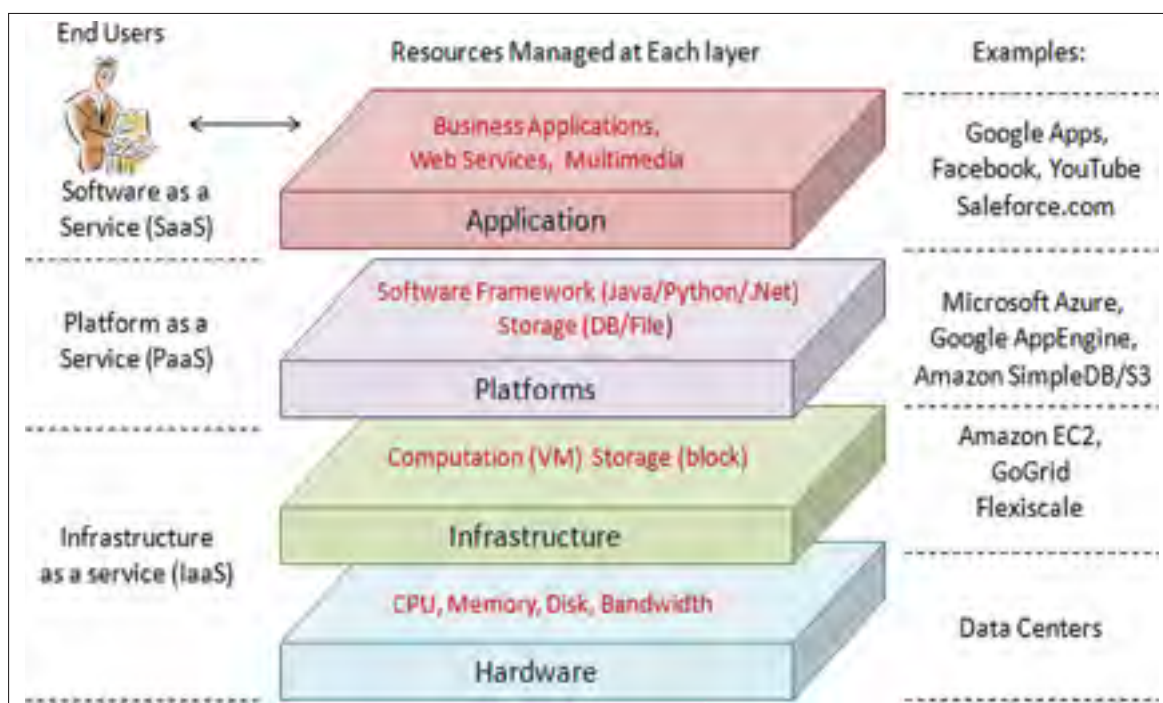 End Users
Resources Managed at Each layer
Examples:
Business Applications,
Web Services, Multimedia
Application
Software as a
Service (SaaS)
Google Apps,
Facebook, YouTube
Saleforce.com
Software Framework (Java/Python/.Net)
Storage (DB/File)
Platforms
Platform as a
Service (PaaS)
Microsoft Azure,
Google AppEngine,
Amazon SimpleDB/S3
Computation (VM) Storage (block)
Infrastructure
Amazon EC2,
GoGrid
Flexiscale
Infrastructure
as a service (IaaS)
CPU, Memory, Disk, Bandwidth
Hardware
Data Centers